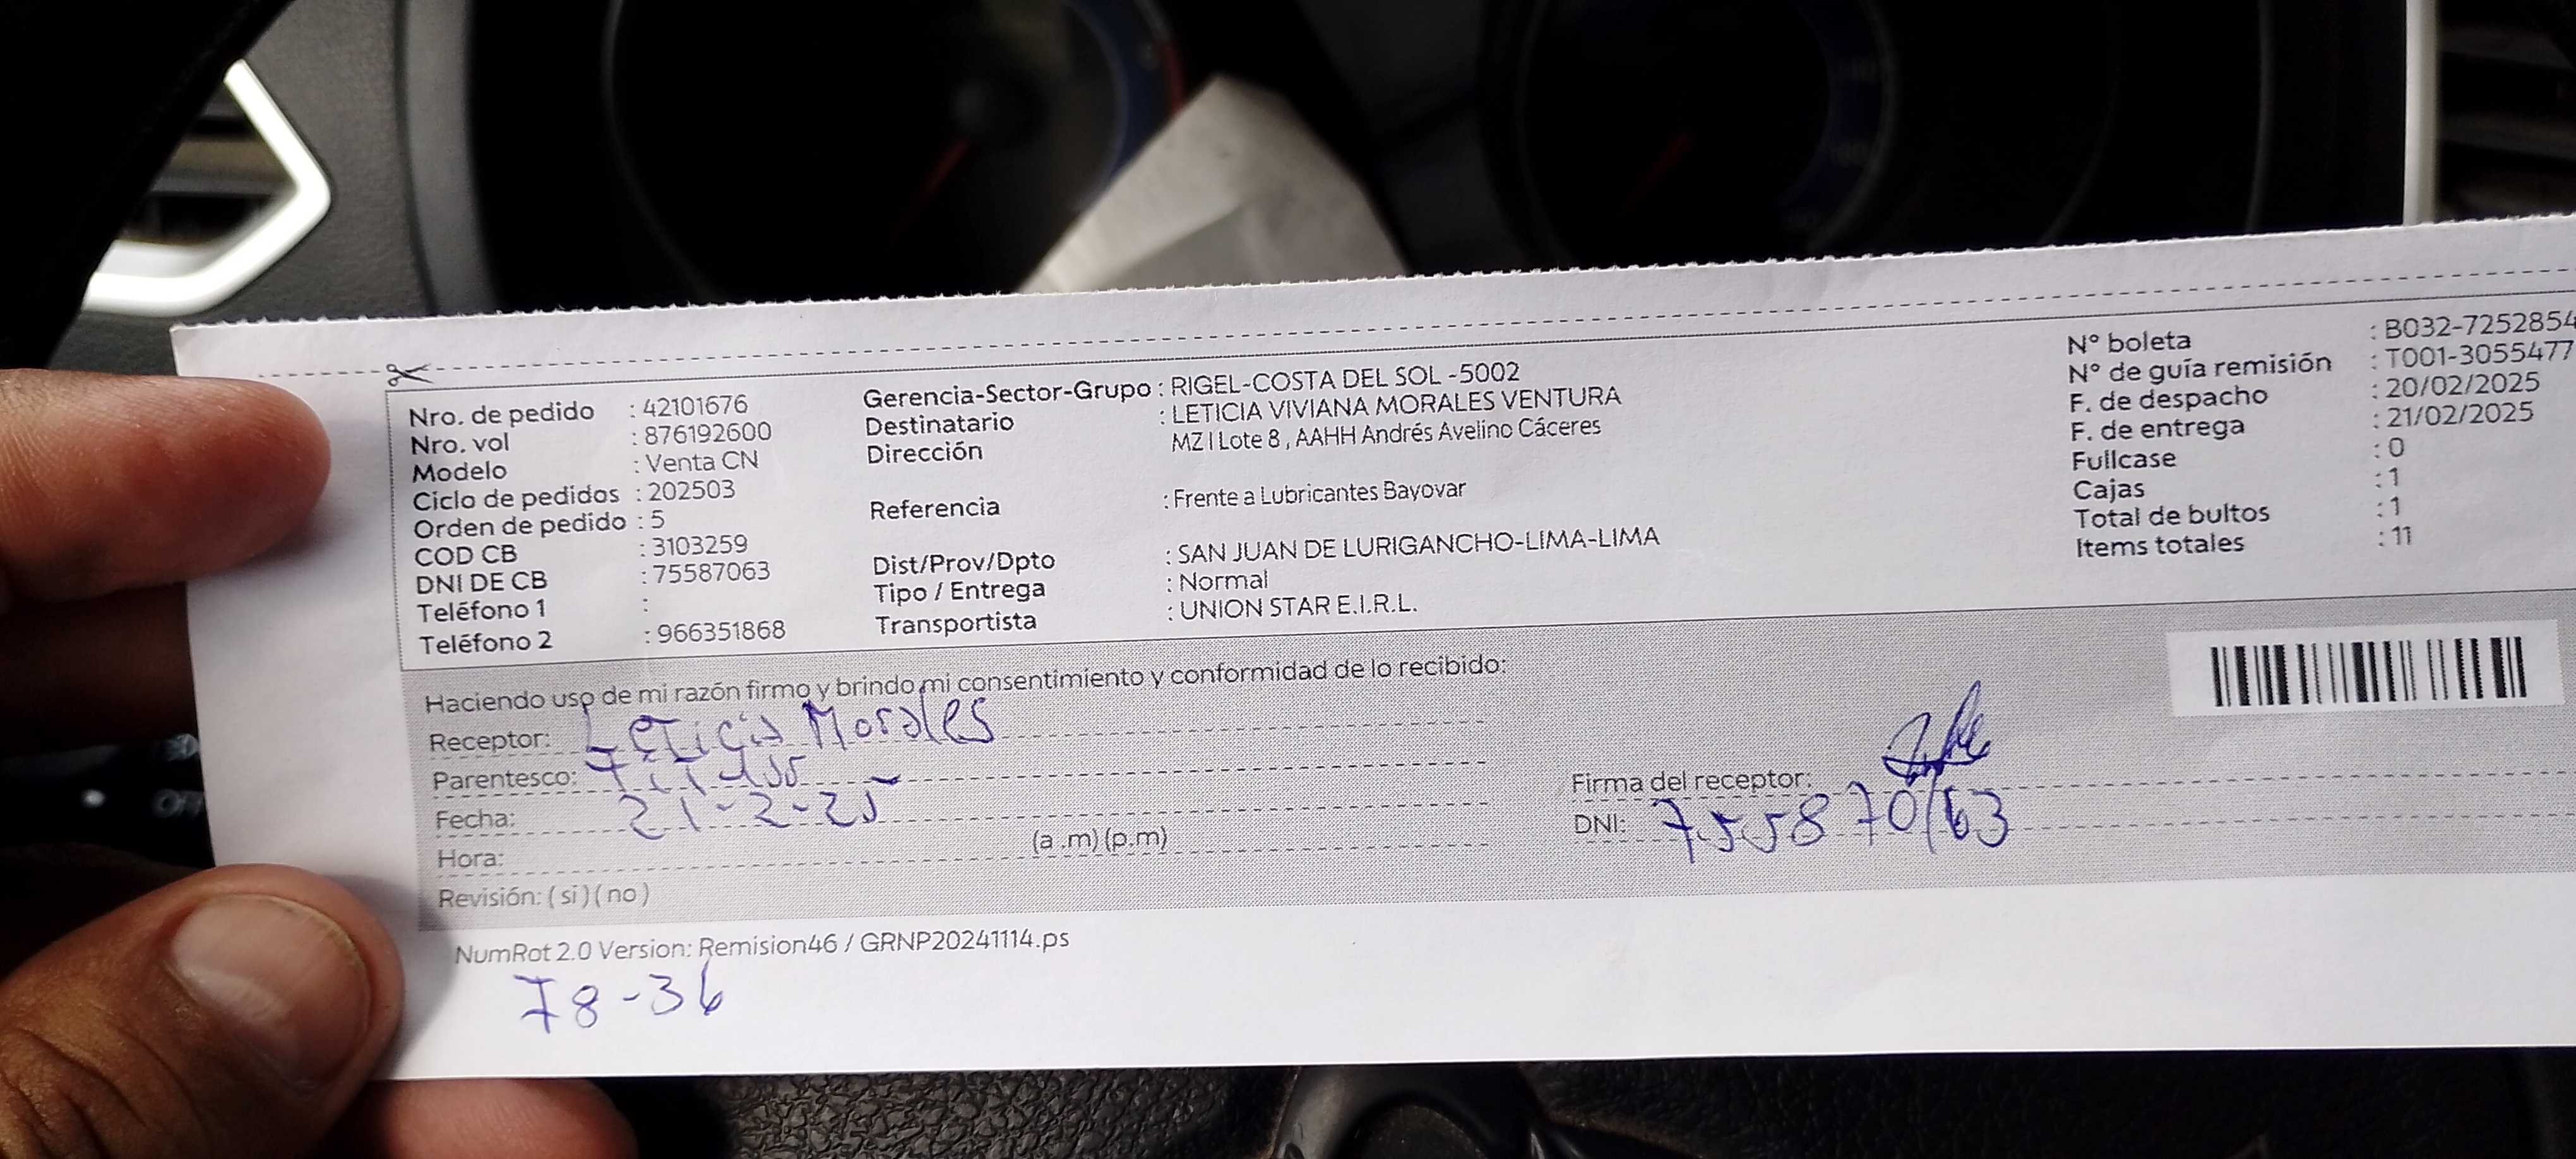 Nro. de pedido : 42101676
Nro. vol : 876192600
Modelo : Venta CN
Ciclo de pedidos : 202503
Orden de pedido : 5
COD CB : 3103259
DNI DE CB : 75587063
Teléfono 1 :
Teléfono 2 : 966351868
Gerencia-Sector-Grupo : RIGEL-COSTA DEL SOL -5002
Destinatario : LETICIA VIVIANA MORALES VENTURA
Dirección MZ I Lote 8 , AAHH Andrés Avelino Cáceres
Referencia : Frente a Lubricantes Bayovar
Dist/Prov/Dpto : SAN JUAN DE LURIGANCHO-LIMA-LIMA
Tipo / Entrega : Normal
Transportista : UNION STAR E.I.R.L.
N° boleta : B032-7252854
N° de guía remisión : T001-3055477
F. de despacho : 20/02/2025
F. de entrega : 21/02/2025
Fullcase : 0
Cajas : 1
Total de bultos : 1
Items totales : 11
Haciendo uso de mi razón firmo y brindo mi consentimiento y conformidad de lo recibido:
Receptor: Leticia Morales
Parentesco:
Fecha: 21-2-25
Hora: (a .m) (p.m)
Revisión: ( si ) ( no )
Firma del receptor:
DNI: 75587063
NumRot 2.0 Version: Remision46 / GRNP20241114.ps
78-36